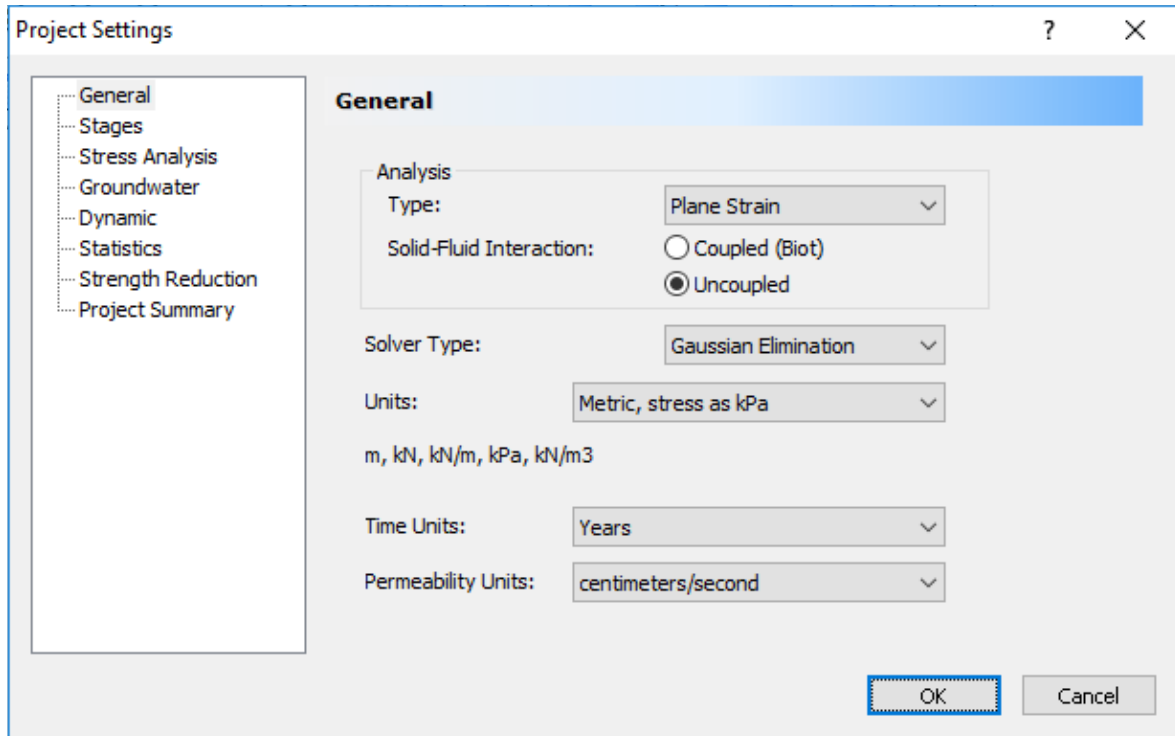 Project Settings
?
General
Stages
Stress Analysis
Groundwater
Dynamic
Statistics
Strength Reduction
Project Summary
General
Analysis
Type: Plane Strain
Solid-Fluid Interaction: Coupled (Biot)
Uncoupled
Solver Type: Gaussian Elimination
Units: Metric, stress as kPa
m, kN, kN/m, kPa, kN/m3
Time Units: Years
Permeability Units: centimeters/second
OK Cancel